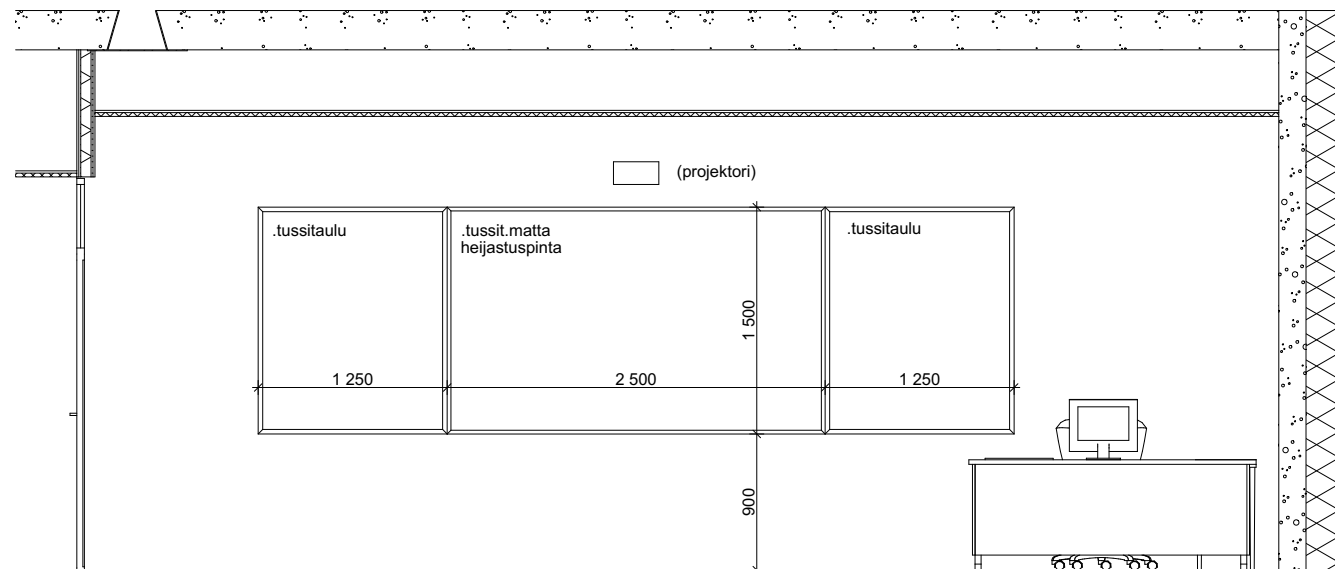 (projektori)
.tussitaulu
.tussit.matta
heijastuspinta
.tussitaulu
1 500
1 250
2 500
1 250
900